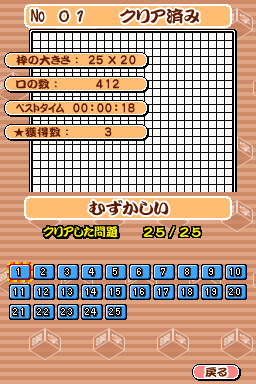 No 01 クリア済み
枠の大きさ： 25×20
□の数： 412
ベストタイム 00:00:18
★獲得数： 3
むずかしい
クリアした問題 25/25
1 2 3 4 5 6 7 8 9 10
11 12 13 14 15 16 17 18 19 20
21 22 23 24 25
戻る